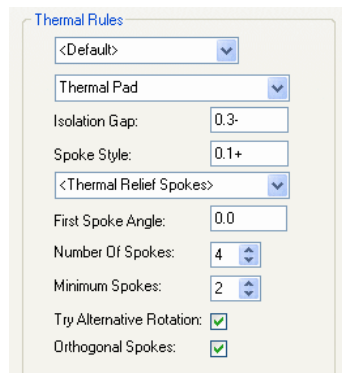 Thermal Rules
<Default>
Thermal Pad
Isolation Gap: 0.3-
Spoke Style: 0.1+
<Thermal Relief Spokes>
First Spoke Angle: 0.0
Number Of Spokes: 4
Minimum Spokes: 2
Try Alternative Rotation:
Orthogonal Spokes: